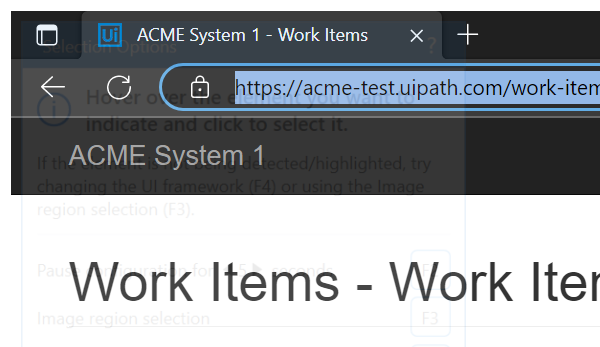 Ui ACME System 1 - Work Items
Selection Options ?
https://acme-test.uipath.com/work-item
Hover over the element you want to
indicate and click to select it.
ACME System 1
If the element is not being detected/highlighted, try
changing the UI framework (F4) or using the Image
region selection (F3).
Pause configuration for 5 seconds
Work Items - Work Iter
Image region selection F3